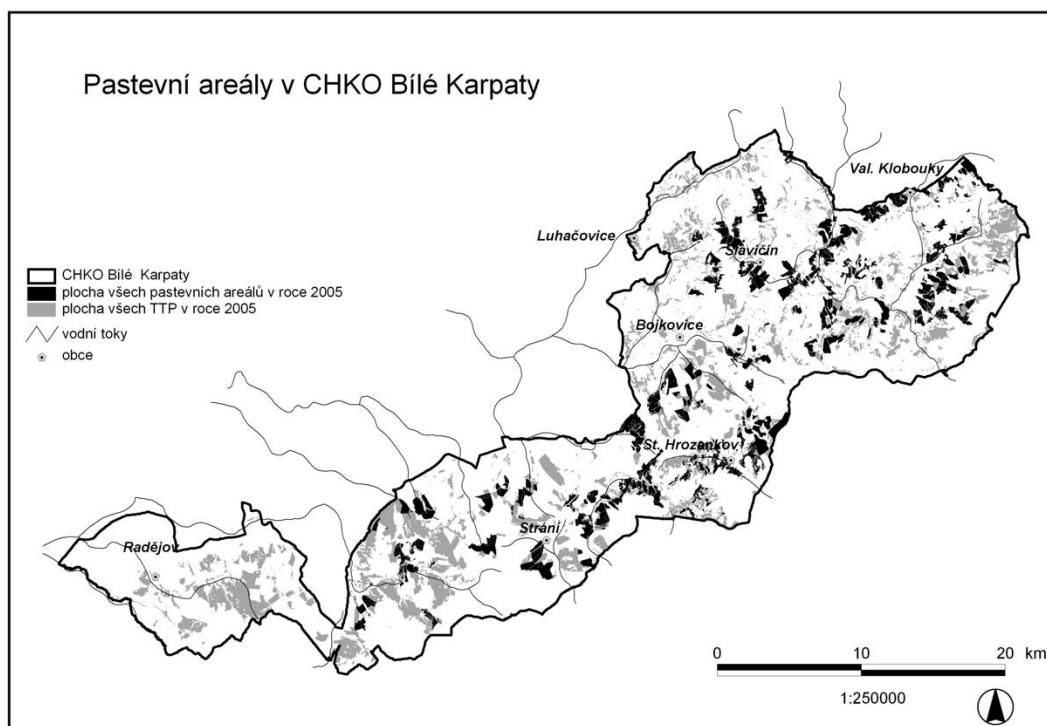 Pastevní areály v CHKO Bílé Karpaty
Val. Klobouky
Luhačovice
Slavičín
CHKO Bílé Karpaty
plocha všech pastevních areálů v roce 2005
plocha všech TTP v roce 2005
vodní toky
obce
Bojkovice
St. Hrozenkov
Strání
Radějov
0 10 20 km
1:250000